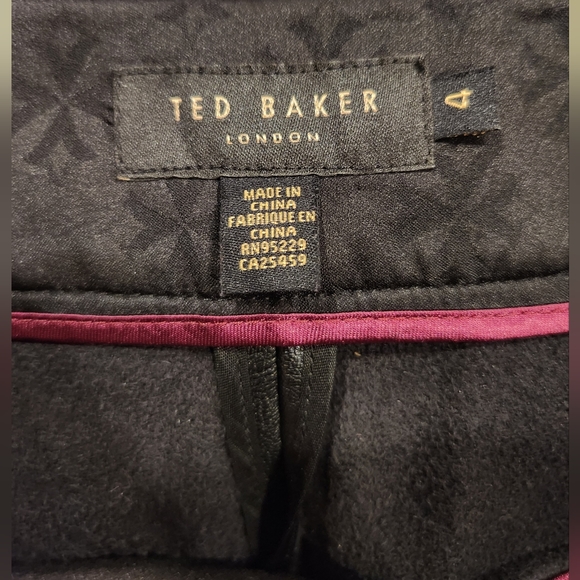 TED BAKER
LONDON
4
MADE IN
CHINA
FABRIQUE EN
CHINA
RN95229
CA25459